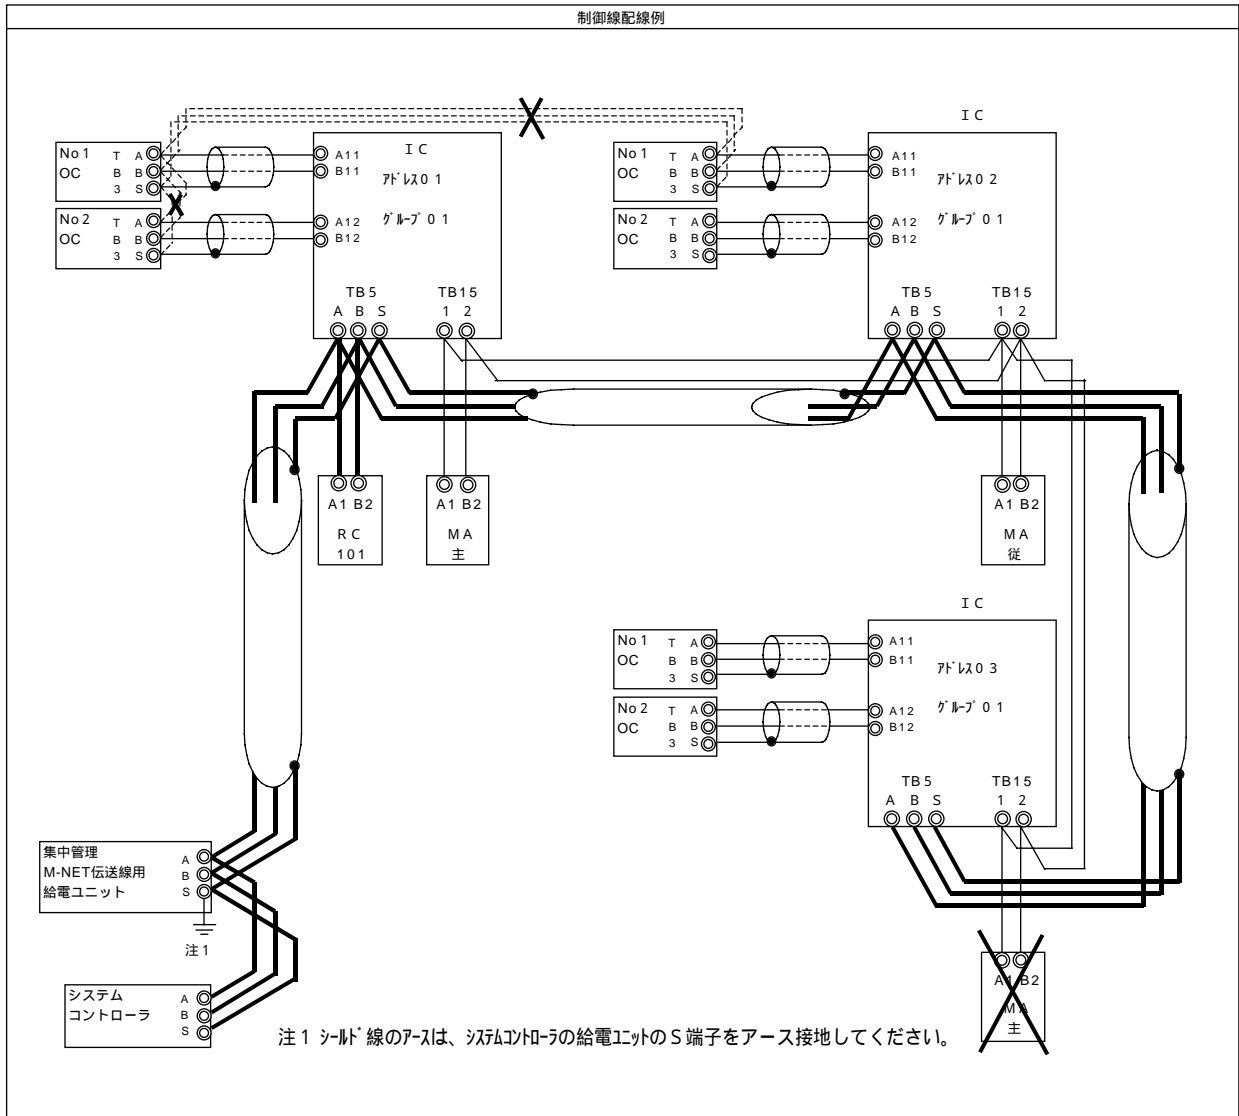 制御線配線例
No1 T A
OC B B
3 S
No2 T A
OC B B
3 S
IC
A11
B11
アドレス01
A12
グループ01
B12
TB5 TB15
A B S 1 2
No1 T A
OC B B
3 S
No2 T A
OC B B
3 S
IC
A11
B11
アドレス02
A12
グループ01
B12
TB5 TB15
A B S 1 2
A1 B2
RC
101
A1 B2
MA
主
A1 B2
MA
従
No1 T A
OC B B
3 S
No2 T A
OC B B
3 S
IC
A11
B11
アドレス03
A12
グループ01
B12
TB5 TB15
A B S 1 2
集中管理
M-NET伝送線用
給電ユニット
A
B
S
注1
システム
コントローラ
A
B
S
A1 B2
MA
主
注1 シールド線のアースは、システムコントローラの給電ユニットのS端子をアース接地してください。